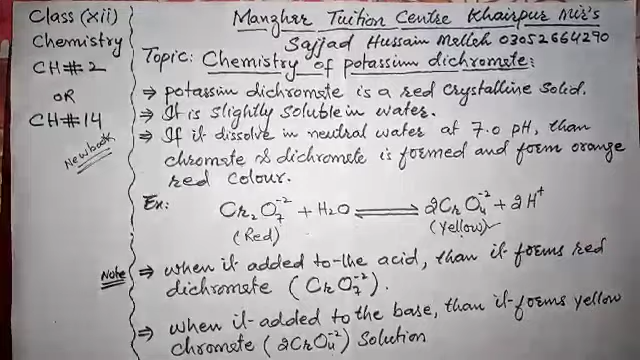 Class (xii)
Chemistry
CH#2
OR
CH#14
Newbook
Manzhar Tuition Centre Khairpur Mir's
Sajjad Hussain Melleh 03052664290
Topic: Chemistry of potassium dichromate:
⇒ potassium dichromate is a red crystalline solid.
⇒ It is slightly soluble in water.
⇒ If it dissolve in neutral water at 7.0 pH, than
chromate & dichromate is formed and form orange
red colour.
Ex: Cr₂O₇⁻² + H₂O ⇌ 2CrO₄⁻² + 2H⁺
(Red) (Yellow)
Note ⇒ when it added to the acid, than it forms red
dichromate (CrO₇⁻²).
⇒ when it added to the base, than it forms yellow
chromate (2CrO₄⁻²) Solution